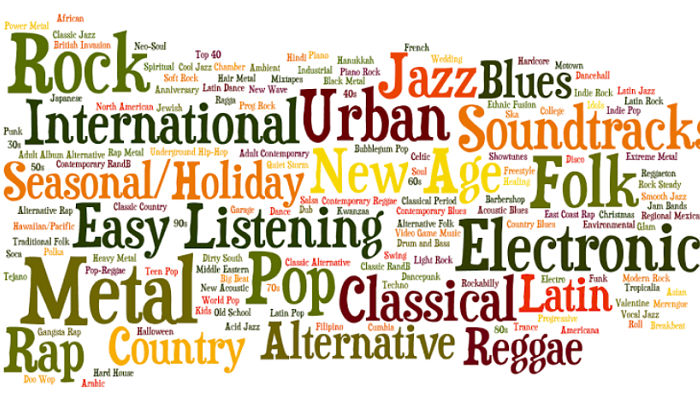 African
Power Metal
Rock
Classic Jazz
British Invasion
Neo-Soul
Top 40
Spiritual
Cool Jazz
Chamber
Ambient
Hindi Piano
Hanukkah
French
Wedding
Soft Rock
Hair Metal
Mixtapes
Industrial
Piano Rock
Black Metal
Jazz
Blues
Hardcore
Motown
Dancehall
Anniversary
Latin Dance
New Wave
40s
Indie Rock
Latin Jazz
Japanese
North American
Jewish
Ragga
Prog Rock
Ethnic Fusion
Ska
College
Idols
Latin Rock
Indie Pop
Punk
30s
International
Urban
Soundtracks
Adult Album Alternative
Rap Metal
Underground Hip-Hop
Adult Contemporary
Bubblegum Pop
Celtic
Showtunes
Disco
Extreme Metal
50s
Contemporary RandB
Quiet Storm
Soul
60s
Freestyle
Healing
Reggaeton
Rock Steady
Seasonal/Holiday
New Age
Folk
Smooth Jazz
Jam Bands
Alternative Rap
Classic Country
90s
Garage
Dance
Salsa
Dub
Contemporary Reggae
Kwanzaa
Classical Period
Contemporary Blues
Barbershop
Acoustic Blues
East Coast Rap
Christmas
Regional Mexica
Hawaiian/Pacific
Traditional Folk
Easy Listening
Alternative Folk
Video Game Music
Drum and Bass
Country Blues
Environmental
Glam
Electronic
Soca
Polka
Tejano
Heavy Metal
Pop-Reggae
Teen Pop
Dirty South
Middle Eastern
Big Beat
New Acoustic
70s
Classic Alternative
Swing
Classic RandB
Techno
Light Rock
Dancepunk
Rockabilly
Electro
Funk
Modern Rock
Tropicalia
Asian
Metal
Pop
Classical
Latin
World Pop
Kids
Old School
Latin Pop
Progressive
Valentine
Merengue
Vocal Jazz
Roll
Breakbeat
Gangsta Rap
Halloween
Acid Jazz
Filipino
Cumbia
80s
Trance
Americana
Rap
Country
Alternative
Reggae
Doo Wop
Hard House
Arabic